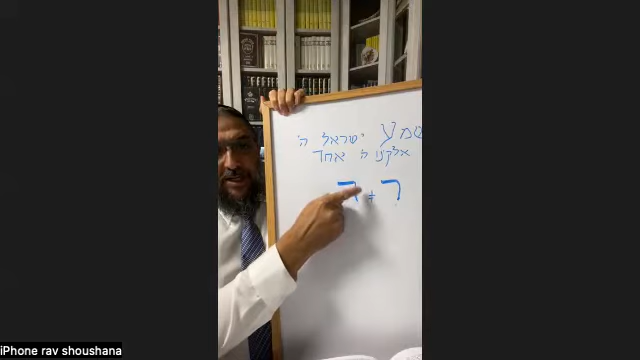 שמע ישראל ה'
אלקנו ה' אחד
ר +
iPhone rav shoushana